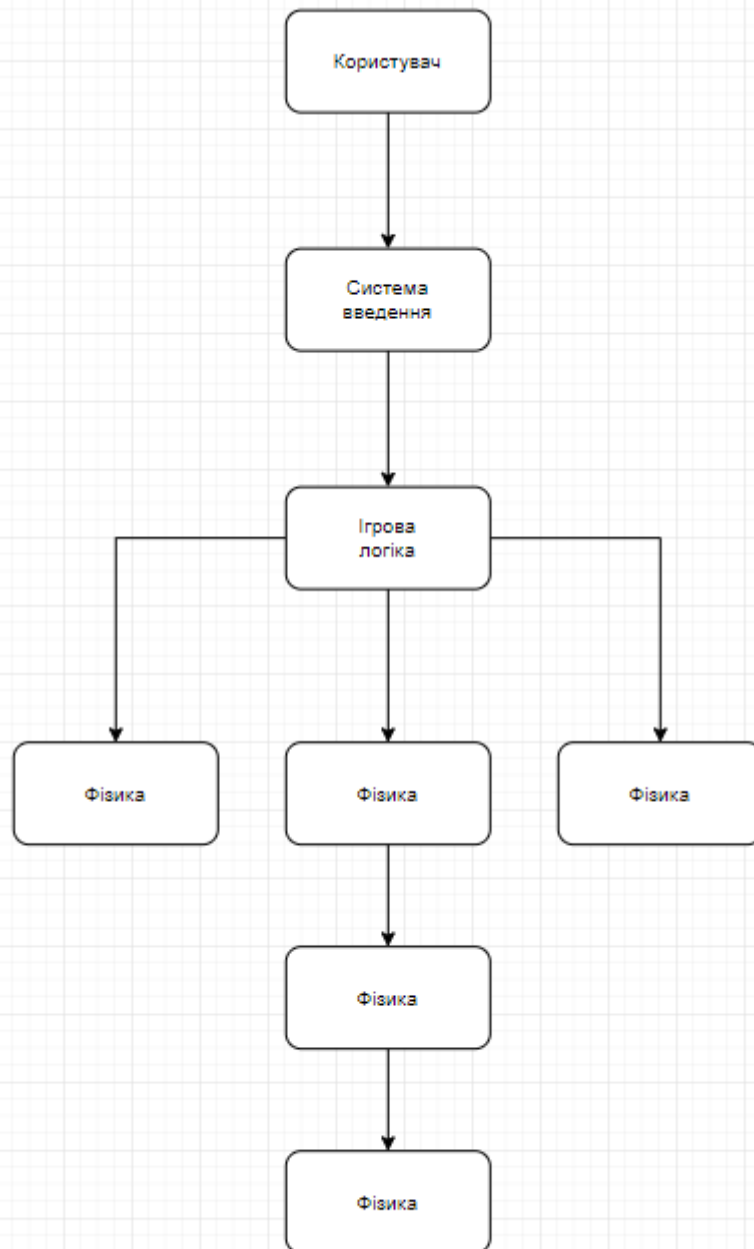 Користувач
Система
введення
Ігрова
логіка
Фізика
Фізика
Фізика
Фізика
Фізика